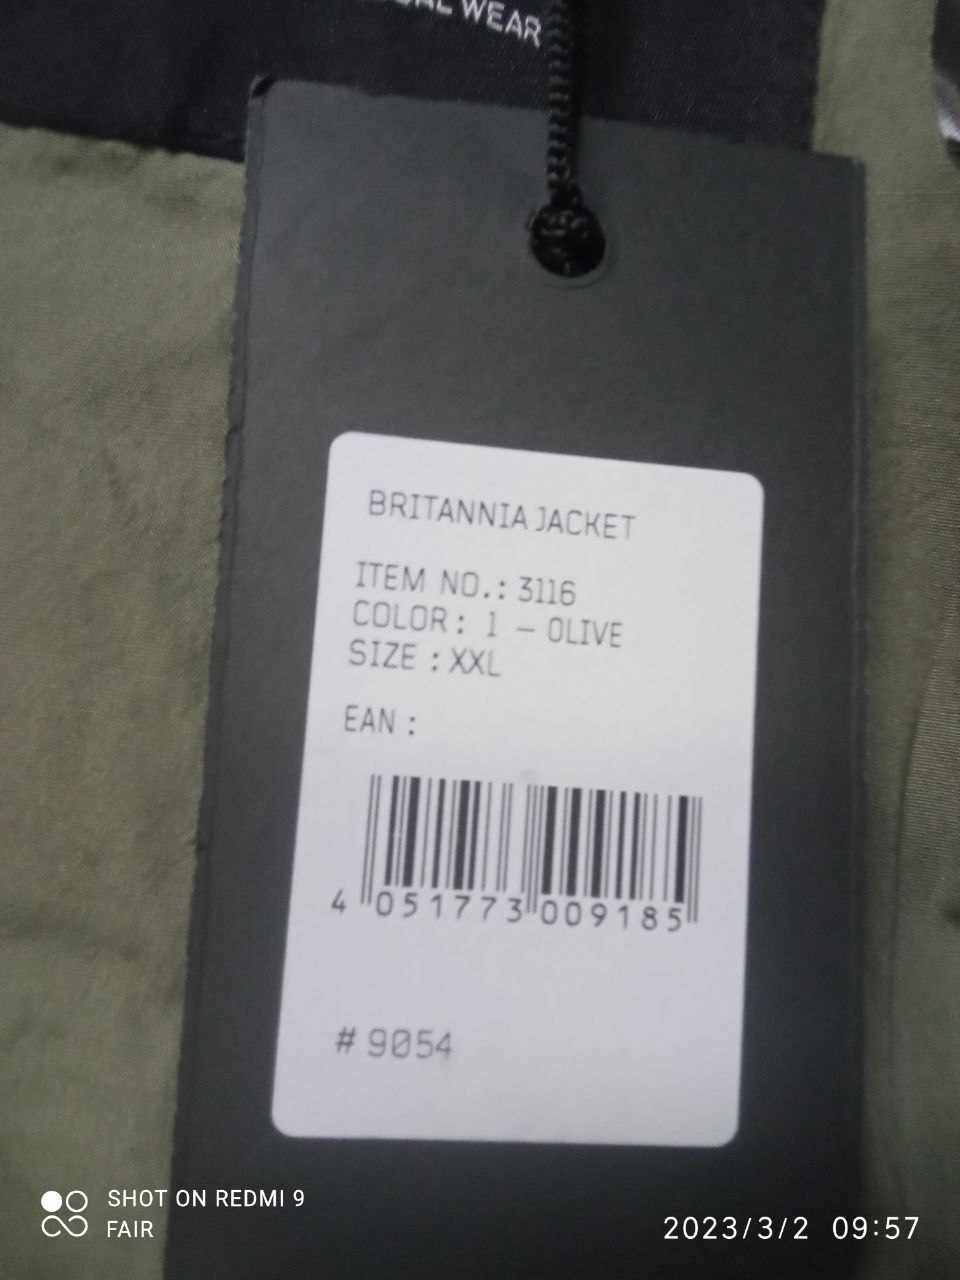 WEAR
BRITANNIA JACKET
ITEM NO.: 3116
COLOR: 1 – OLIVE
SIZE : XXL
EAN :
4 051773 009185
# 9054
SHOT ON REDMI 9
FAIR
2023/3/2 09:57